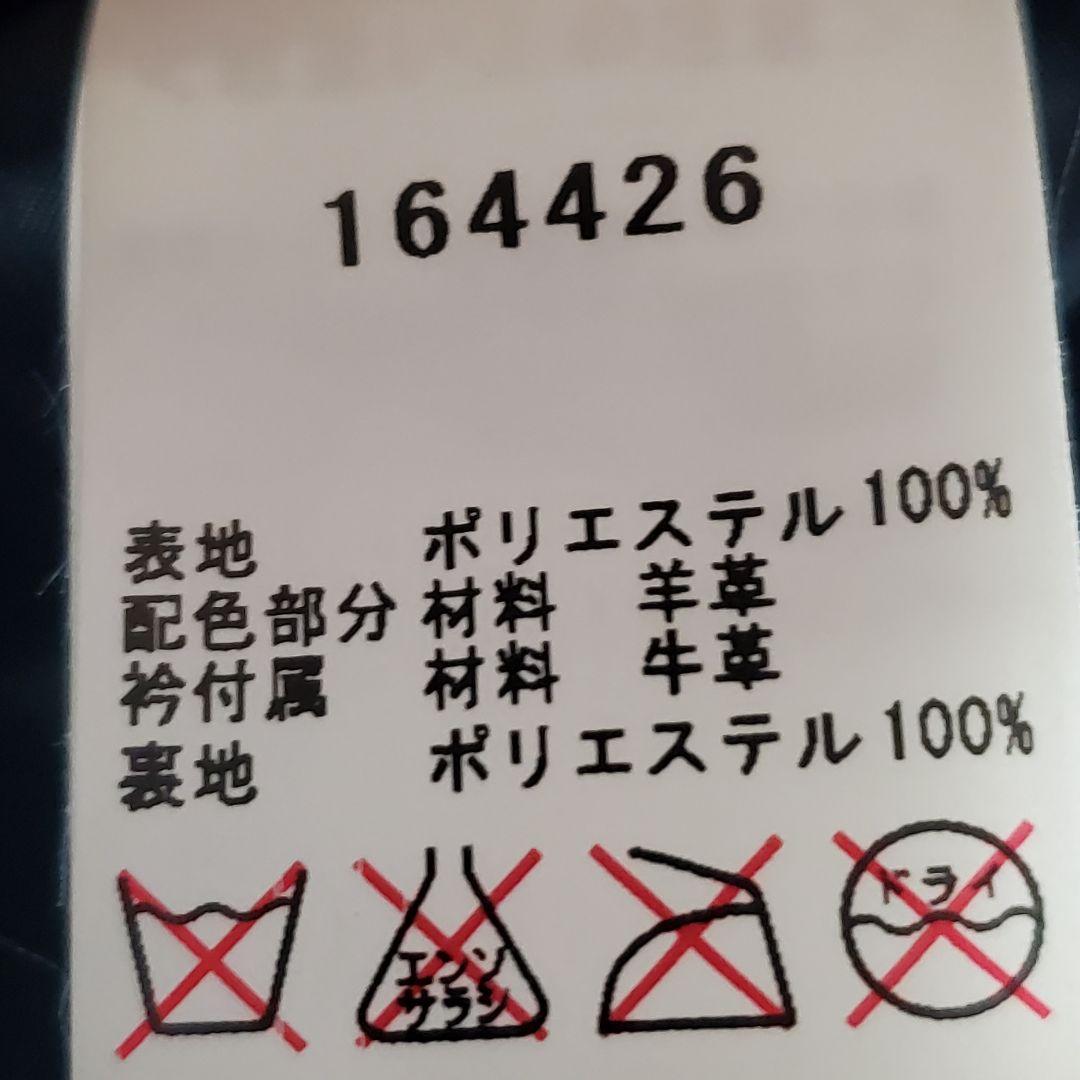 164426
表地 ポリエステル100%
配色部分 材料 羊革
衿付属 材料 牛革
裏地 ポリエステル100%
エンソ
サラシ
ドライ